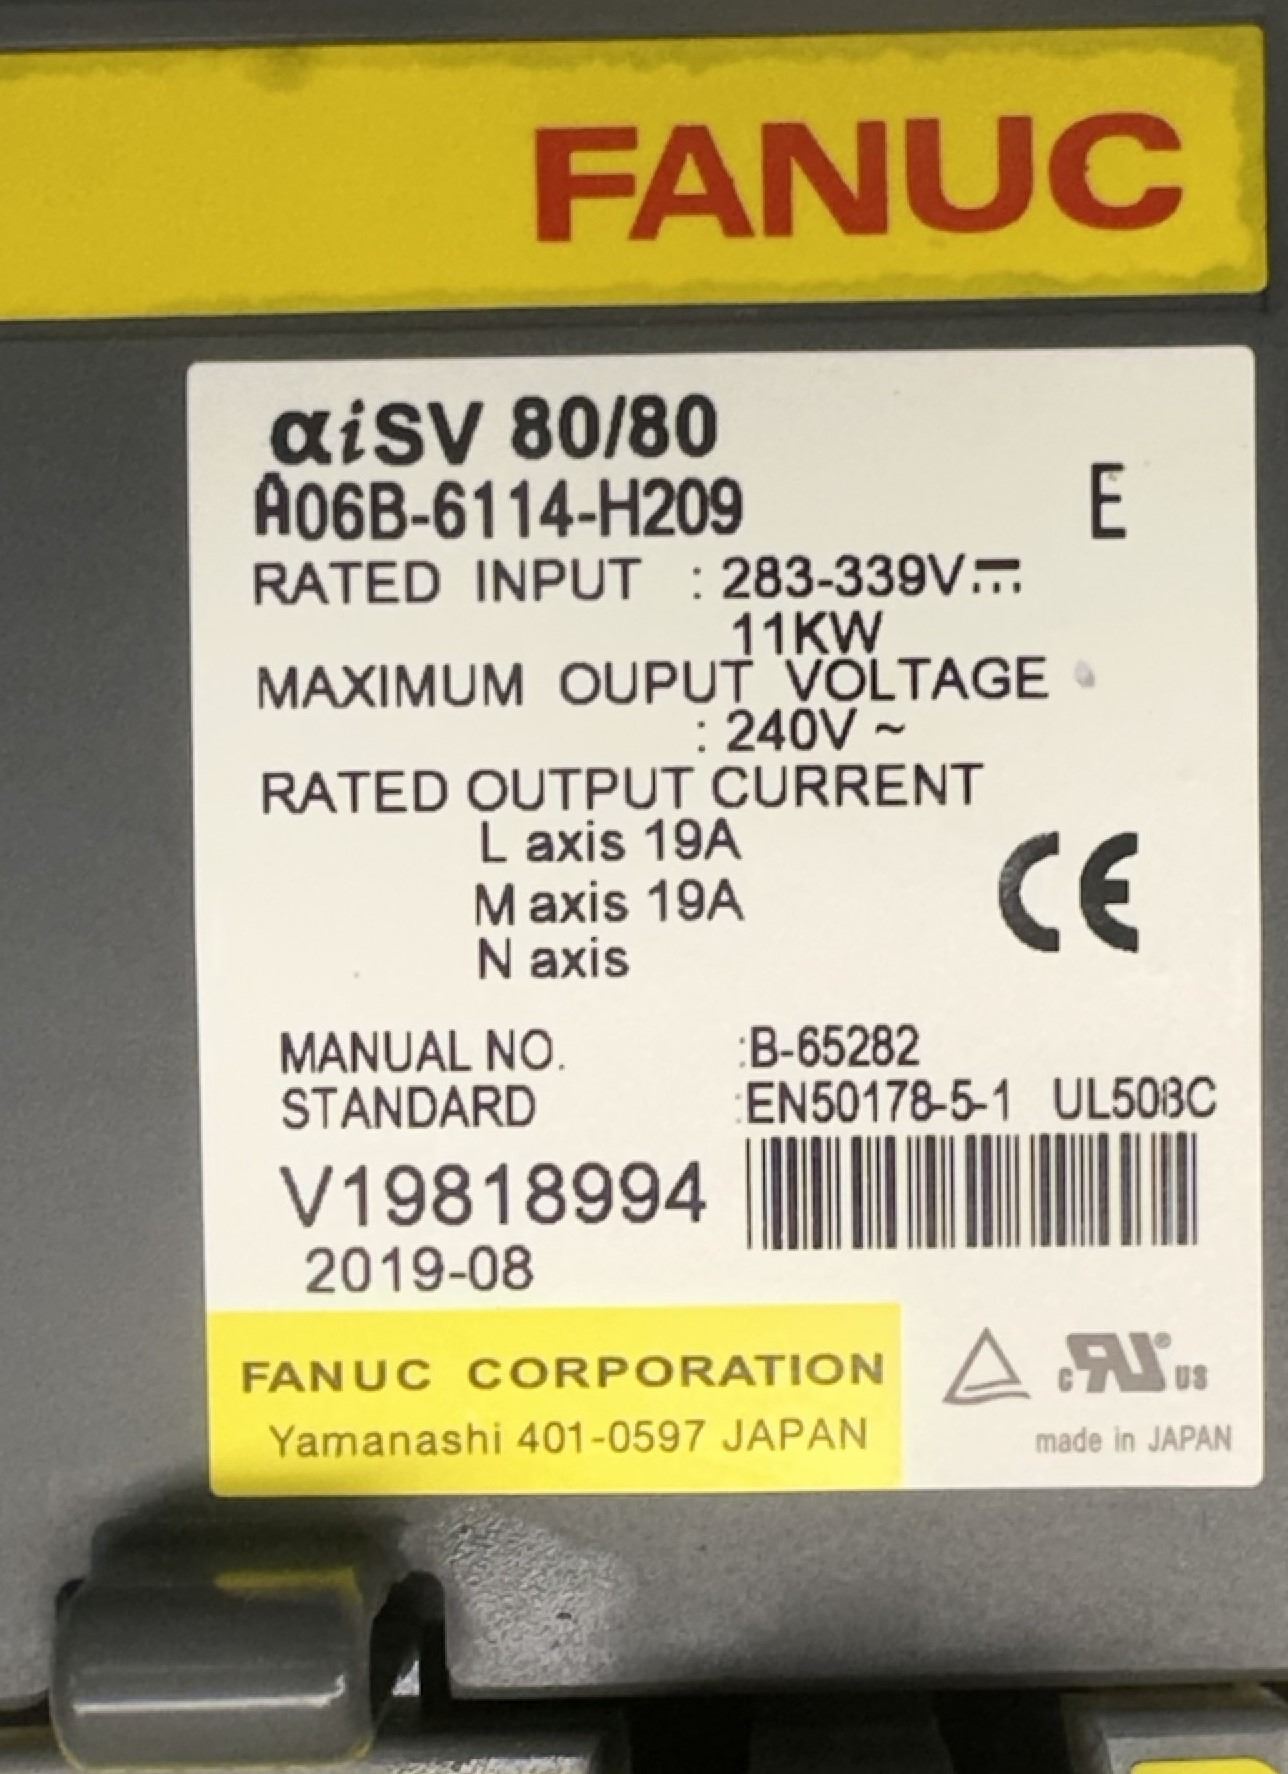 FANUC
αiSV 80/80
A06B-6114-H209 E
RATED INPUT : 283-339V⎓
11KW
MAXIMUM OUPUT VOLTAGE
: 240V ~
RATED OUTPUT CURRENT
L axis 19A
M axis 19A
N axis
CE
MANUAL NO. :B-65282
STANDARD :EN50178-5-1 UL508C
V19818994
2019-08
FANUC CORPORATION
Yamanashi 401-0597 JAPAN
c RU® US
made in JAPAN